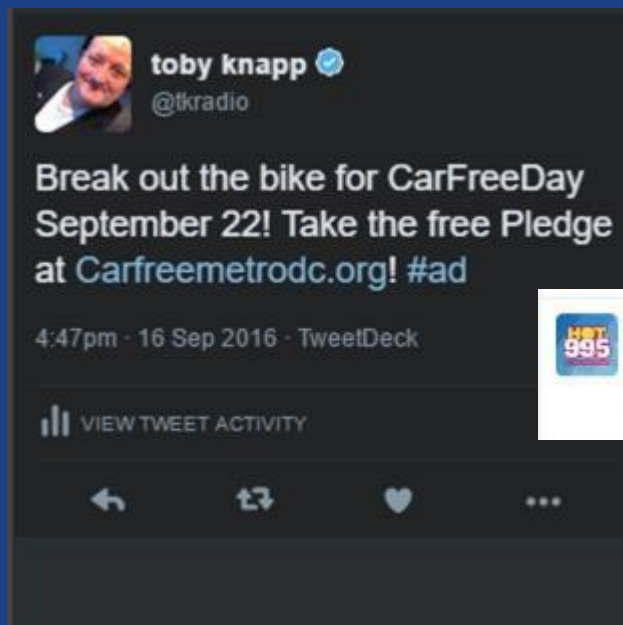 toby knapp
@tkradio
Break out the bike for CarFreeDay
September 22! Take the free Pledge
at Carfreemetrodc.org! #ad
4:47pm · 16 Sep 2016 · TweetDeck
HOT
995
VIEW TWEET ACTIVITY